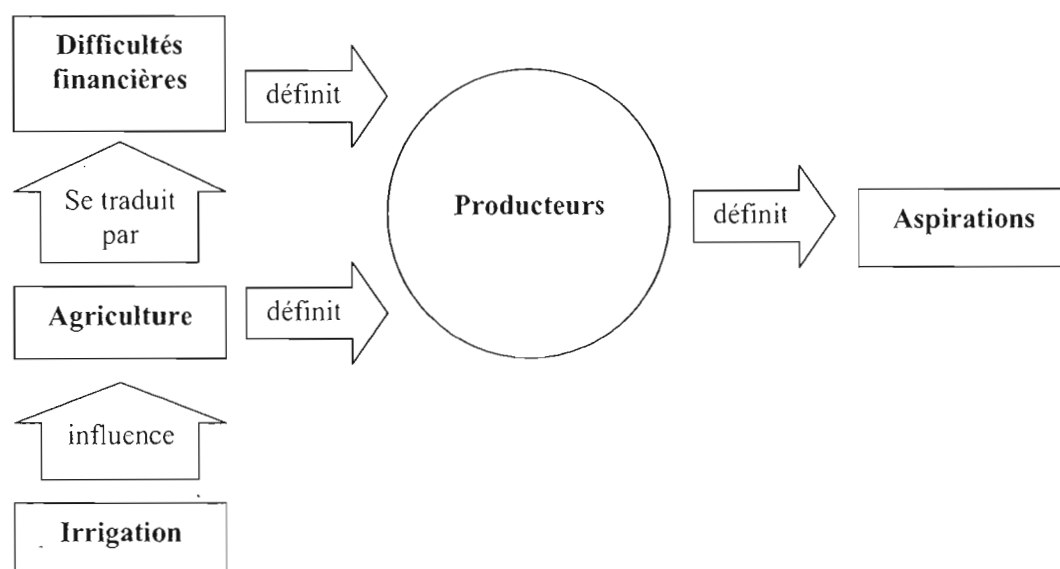 Difficultés
financières
définit
Se traduit
par
Producteurs
définit
Aspirations
Agriculture
définit
influence
Irrigation